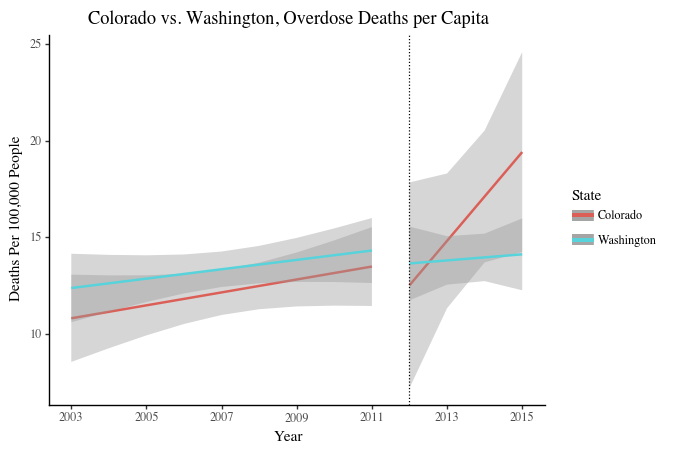 Colorado vs. Washington, Overdose Deaths per Capita
25
20
15
10
Deaths Per 100,000 People
2003 2005 2007 2009 2011 2013 2015
Year
State
Colorado
Washington